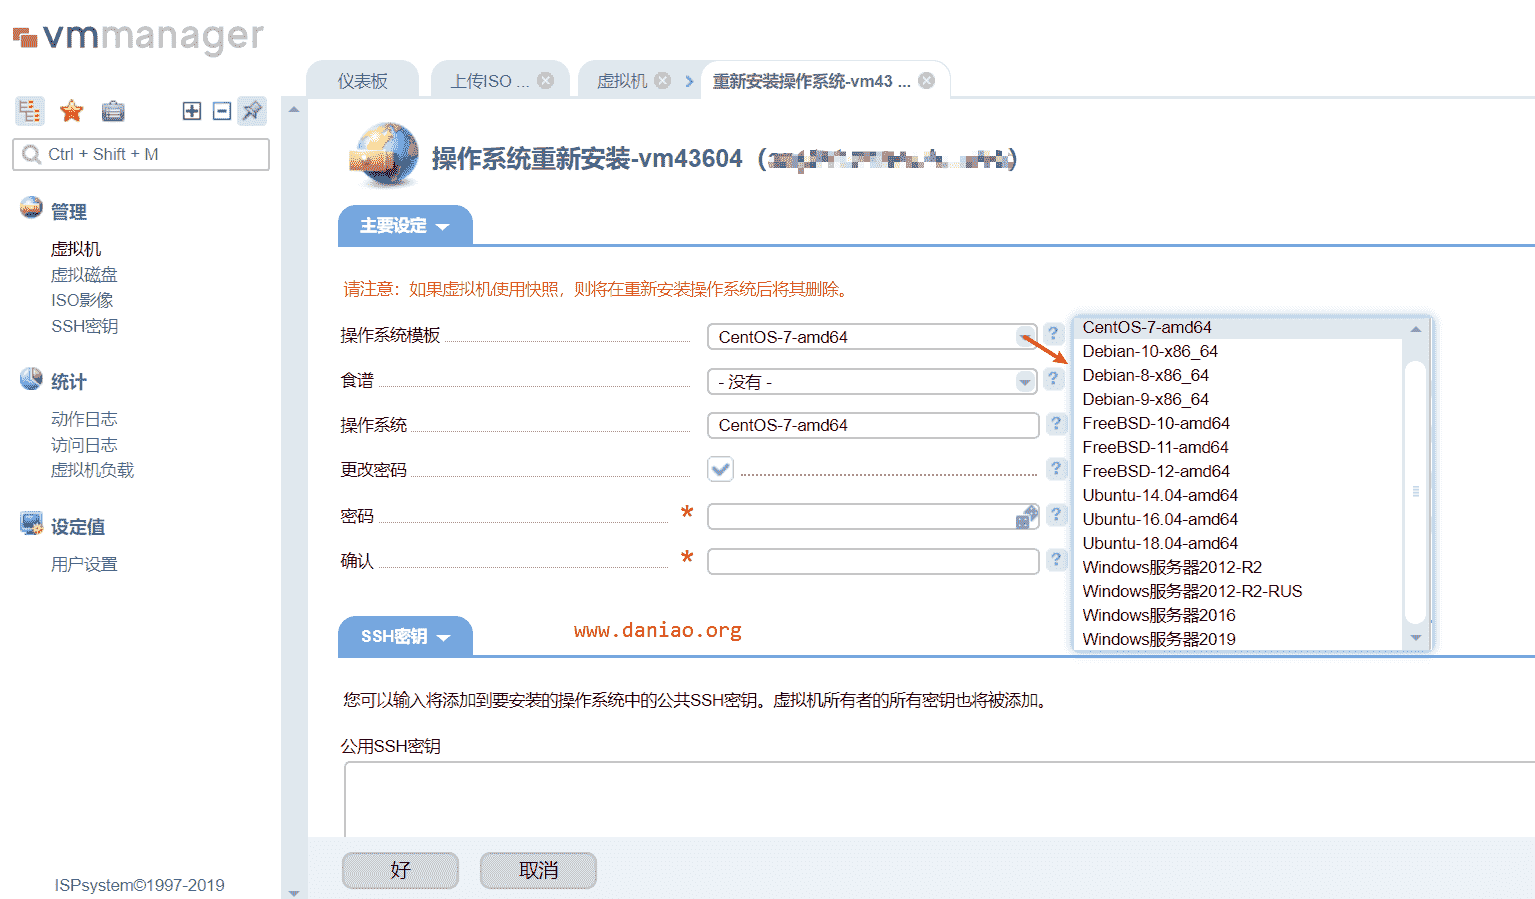 vmmanager
仪表板
上传ISO ...
虚拟机
重新安装操作系统-vm43 ...
Ctrl + Shift + M
管理
虚拟机
虚拟磁盘
ISO影像
SSH密钥
统计
动作日志
访问日志
虚拟机负载
设定值
用户设置
ISPsystem©1997-2019
操作系统重新安装-vm43604 (
)
主要设定
请注意：如果虚拟机使用快照，则将在重新安装操作系统后将其删除。
操作系统模板 CentOS-7-amd64 ?
食谱 - 没有 - ?
操作系统 CentOS-7-amd64 ?
更改密码 ?
密码 * ?
确认 * ?
CentOS-7-amd64
Debian-10-x86_64
Debian-8-x86_64
Debian-9-x86_64
FreeBSD-10-amd64
FreeBSD-11-amd64
FreeBSD-12-amd64
Ubuntu-14.04-amd64
Ubuntu-16.04-amd64
Ubuntu-18.04-amd64
Windows服务器2012-R2
Windows服务器2012-R2-RUS
Windows服务器2016
Windows服务器2019
SSH密钥
www.daniao.org
您可以输入将添加到要安装的操作系统中的公共SSH密钥。虚拟机所有者的所有密钥也将被添加。
公用SSH密钥
好
取消